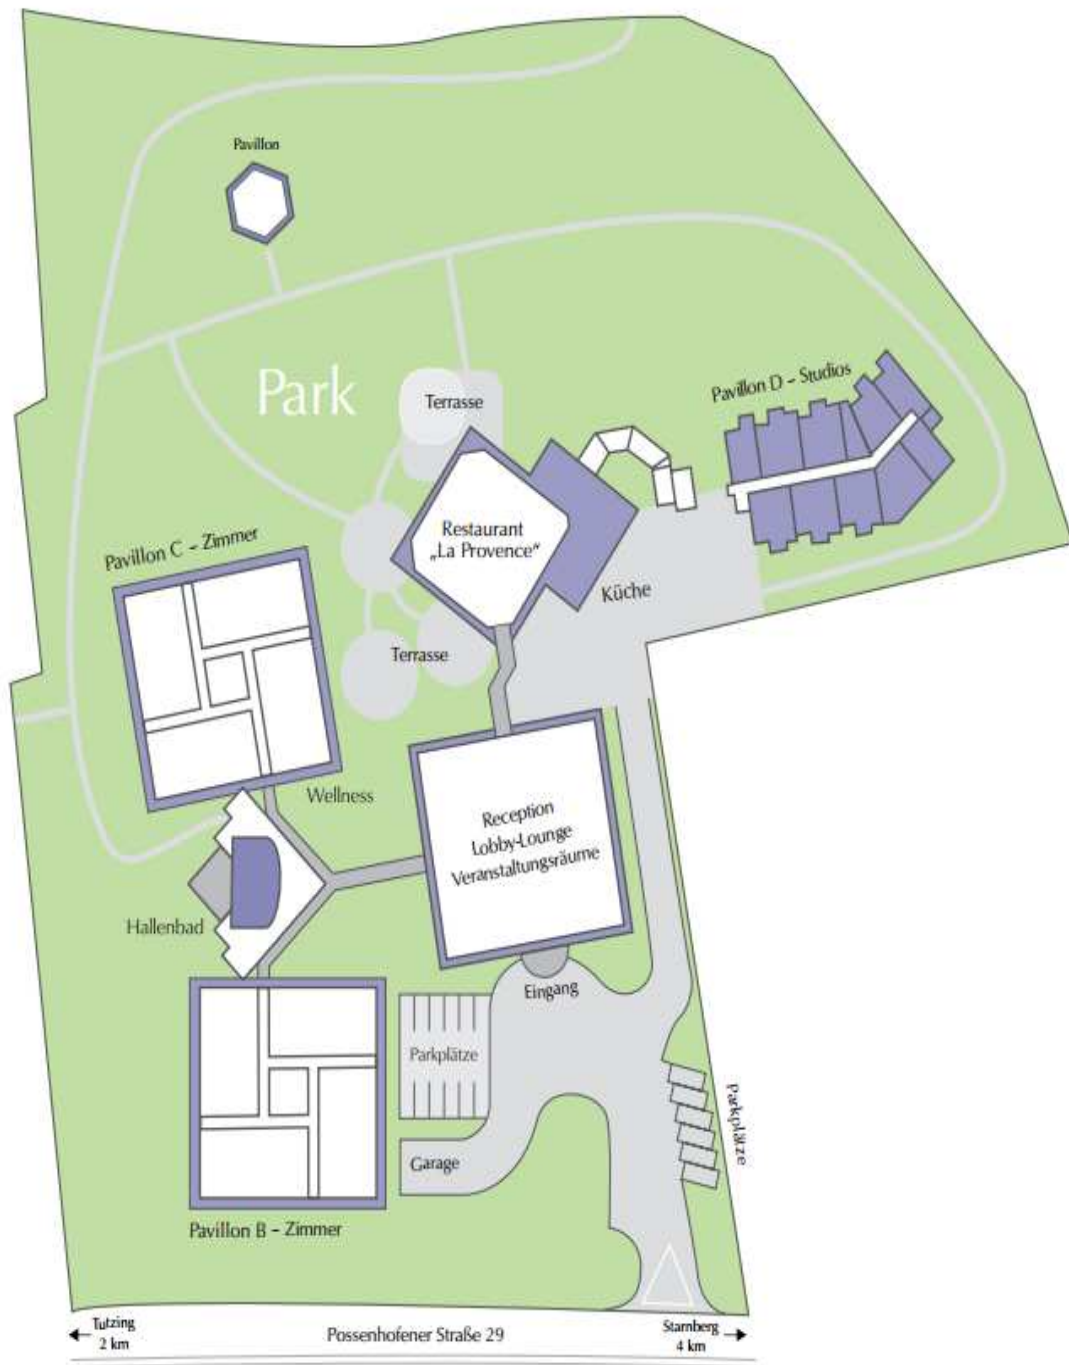 Pavillon
Park
Terrasse
Pavillon D - Studios
Restaurant
„La Provence“
Küche
Pavillon C - Zimmer
Terrasse
Wellness
Reception
Lobby-Lounge
Veranstaltungsräume
Hallenbad
Eingang
Parkplätze
Parkplätze
Garage
Pavillon B - Zimmer
Tutzing
2 km
Possenhofener Straße 29
Starnberg
4 km